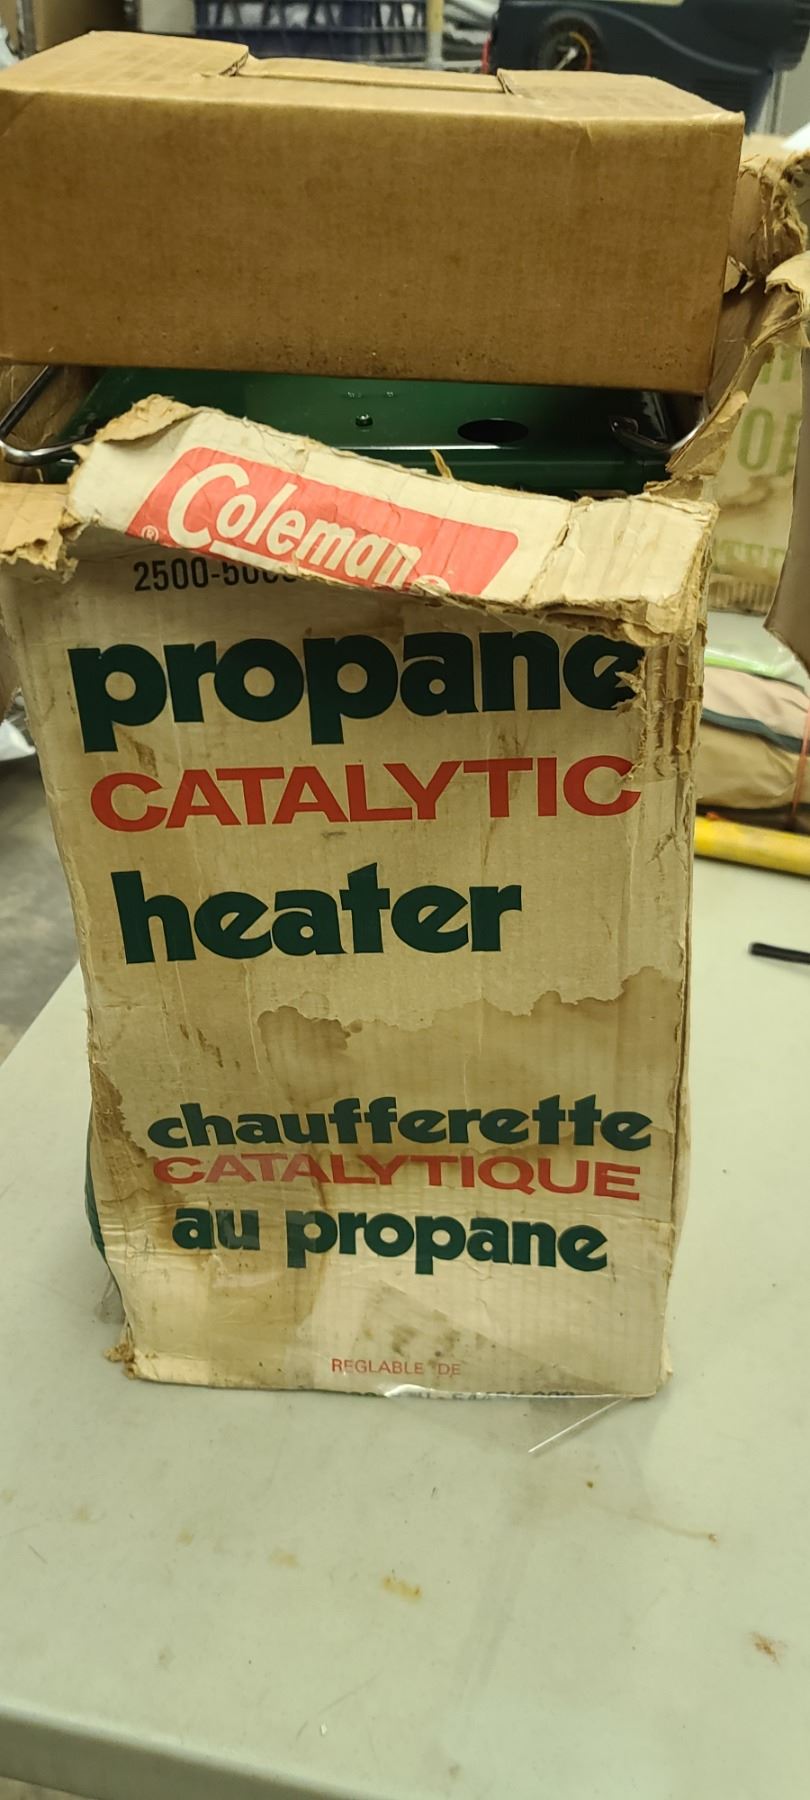 ® Coleman
propane
CATALYTIC
heater
chaufferette
CATALYTIQUE
au propane
REGLABLE DE